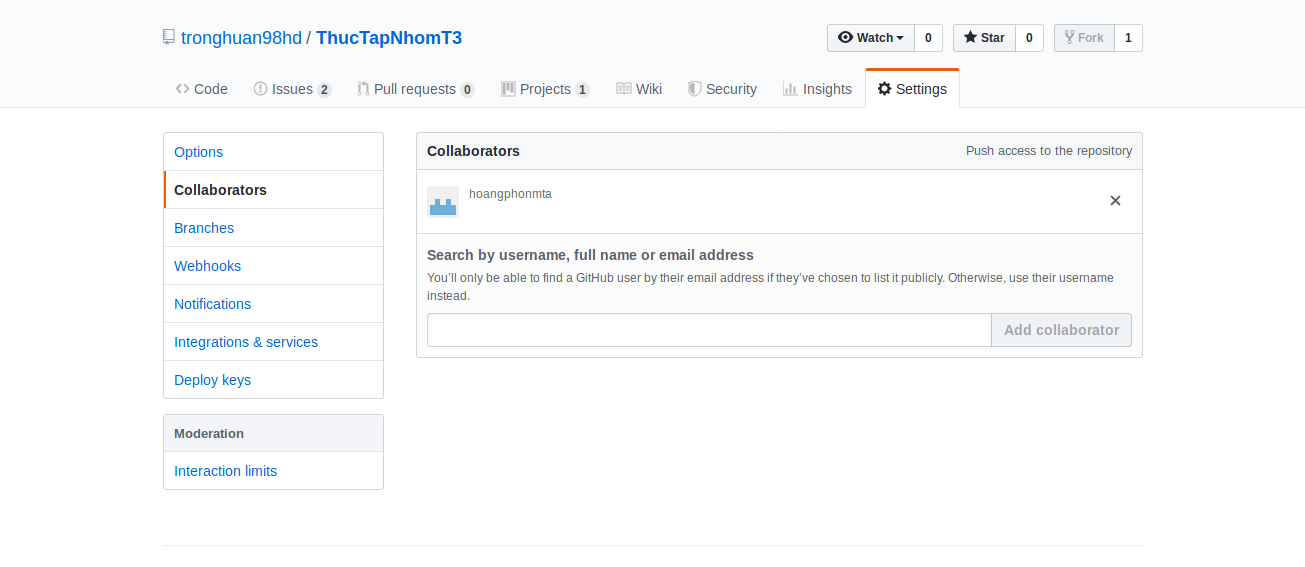 tronghuan98hd / ThucTapNhomT3
Watch 0 Star 0 Fork 1
Code Issues 2 Pull requests 0 Projects 1 Wiki Security Insights Settings
Options
Collaborators
Branches
Webhooks
Notifications
Integrations & services
Deploy keys
Moderation
Interaction limits
Collaborators Push access to the repository
hoangphonmta
Search by username, full name or email address
You'll only be able to find a GitHub user by their email address if they've chosen to list it publicly. Otherwise, use their username
instead.
Add collaborator